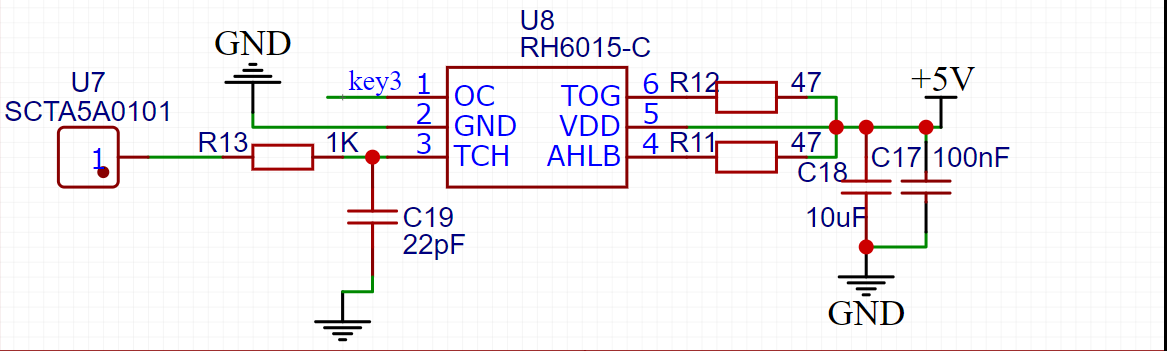 U8
RH6015-C
GND
U7
SCTA5A0101
1
R13
1K
key3
1
2
3
OC
GND
TCH
TOG
VDD
AHLB
6
5
4
R12
47
R11
47
+5V
C18
10uF
C17
100nF
GND
C19
22pF